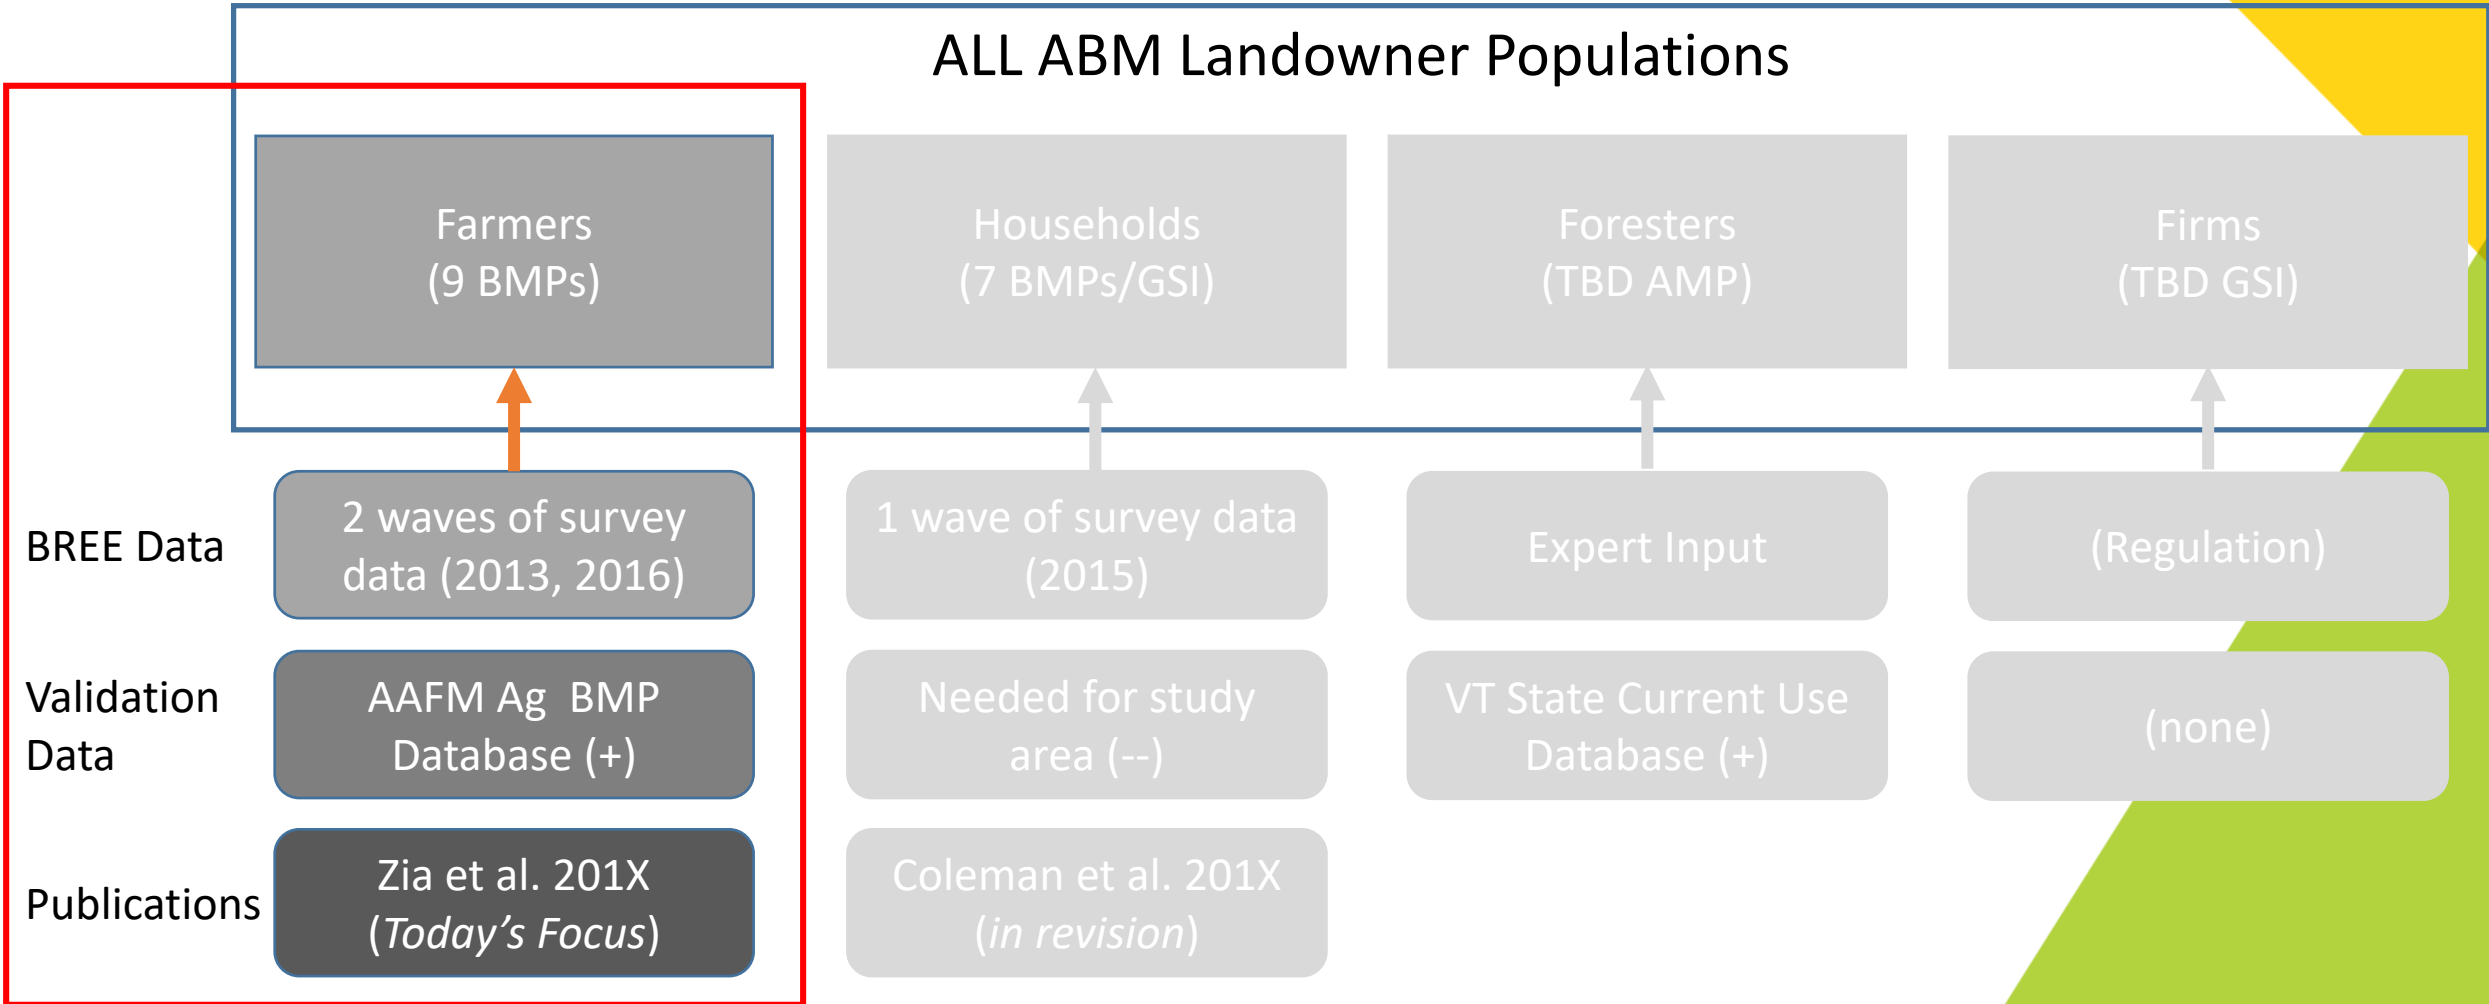 ALL ABM Landowner Populations
Farmers
(9 BMPs)
Households
(7 BMPs/GSI)
Foresters
(TBD AMP)
Firms
(TBD GSI)
BREE Data
2 waves of survey
data (2013, 2016)
1 wave of survey data
(2015)
Expert Input
(Regulation)
Validation
Data
AAFM Ag  BMP
Database (+)
Needed for study
area (--)
VT State Current Use
Database (+)
(none)
Publications
Zia et al. 201X
(Today’s Focus)
Coleman et al. 201X
(in revision)